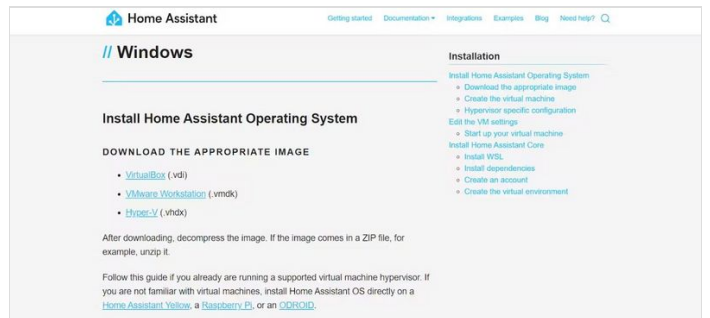 Home Assistant
Getting started Documentation Integrations Examples Blog Need help?
// Windows
Install Home Assistant Operating System
DOWNLOAD THE APPROPRIATE IMAGE
• VirtualBox (.vdi)
• VMware Workstation (.vmdk)
• Hyper-V (.vhdx)
After downloading, decompress the image. If the image comes in a ZIP file, for
example, unzip it.
Follow this guide if you already are running a supported virtual machine hypervisor. If
you are not familiar with virtual machines, install Home Assistant OS directly on a
Home Assistant Yellow, a Raspberry Pi, or an ODROID.
Installation
Install Home Assistant Operating System
Download the appropriate image
Create the virtual machine
Hypervisor specific configuration
Edit the VM settings
Start up your virtual machine
Install Home Assistant Core
Install WSL
Install dependencies
Create an account
Create the virtual environment